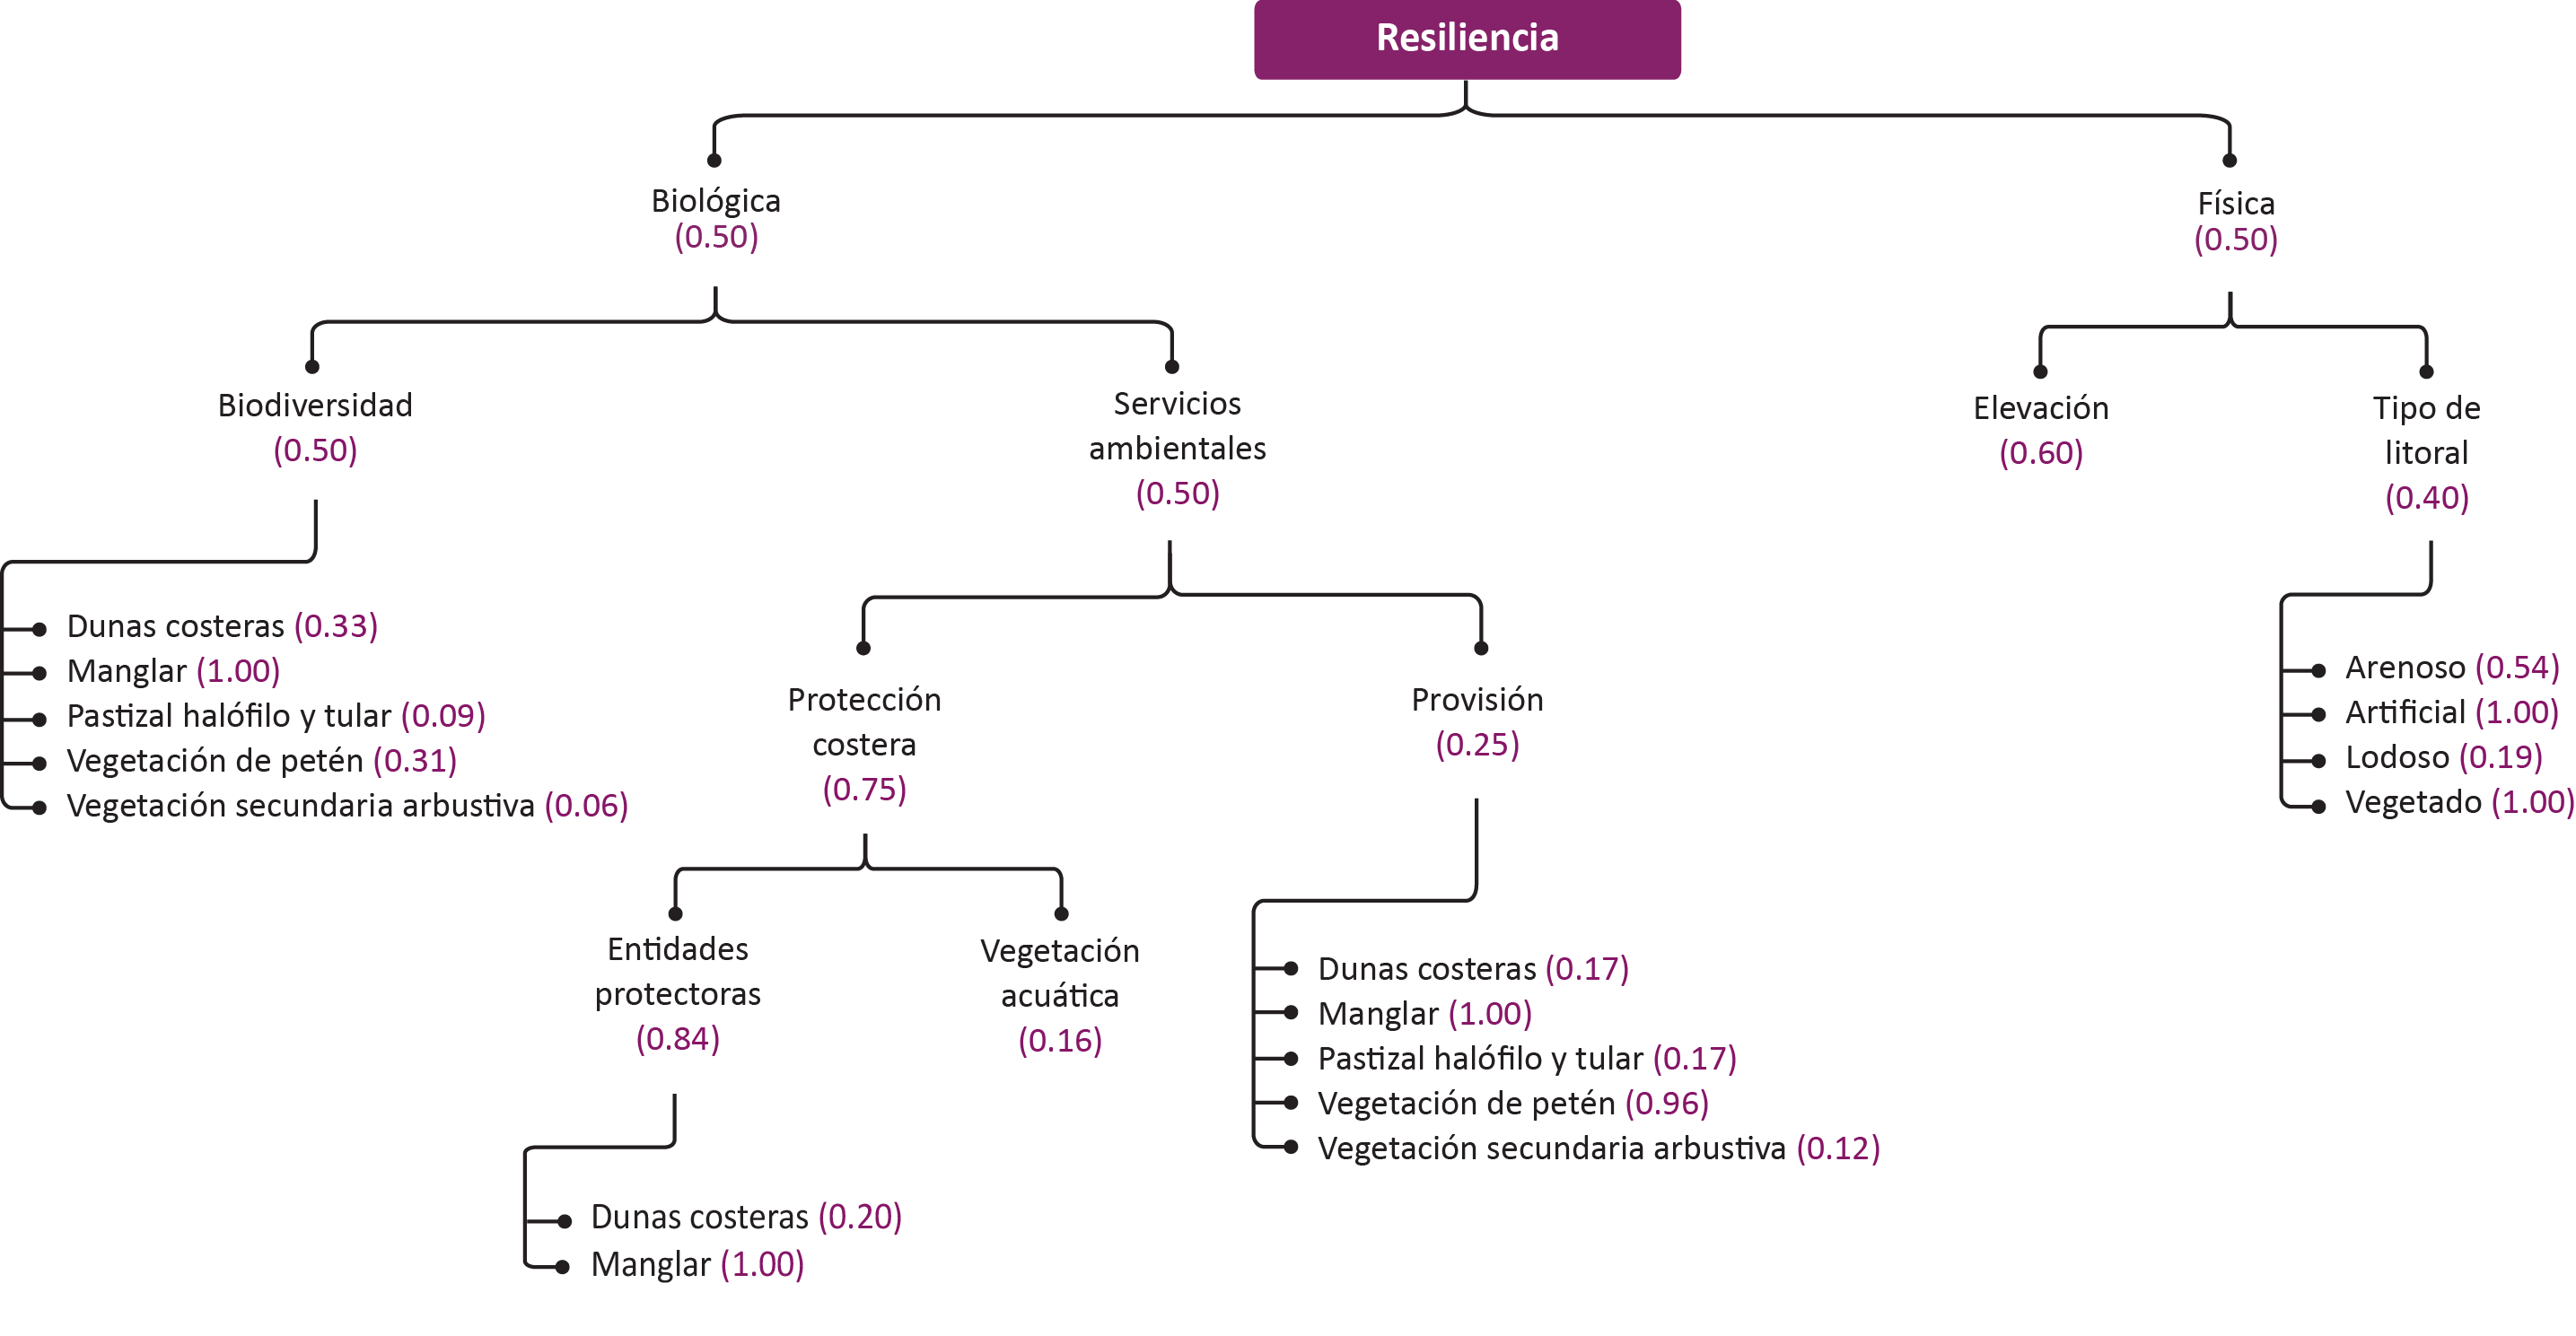 Resiliencia
Biológica
(0.50)
Física
(0.50)
Biodiversidad
(0.50)
Servicios
ambientales
(0.50)
Elevación
(0.60)
Tipo de
litoral
(0.40)
Dunas costeras (0.33)
Manglar (1.00)
Pastizal halófilo y tular (0.09)
Vegetación de petén (0.31)
Vegetación secundaria arbustiva (0.06)
Protección
costera
(0.75)
Provisión
(0.25)
Arenoso (0.54)
Artificial (1.00)
Lodoso (0.19)
Vegetado (1.00)
Entidades
protectoras
(0.84)
Vegetación
acuática
(0.16)
Dunas costeras (0.17)
Manglar (1.00)
Pastizal halófilo y tular (0.17)
Vegetación de petén (0.96)
Vegetación secundaria arbustiva (0.12)
Dunas costeras (0.20)
Manglar (1.00)